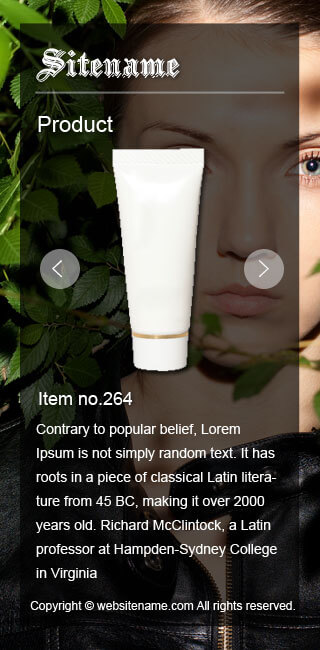 Sitename
Product
Item no.264
Contrary to popular belief, Lorem
Ipsum is not simply random text. It has
roots in a piece of classical Latin litera-
ture from 45 BC, making it over 2000
years old. Richard McClintock, a Latin
professor at Hampden-Sydney College
in Virginia
Copyright © websitename.com All rights reserved.